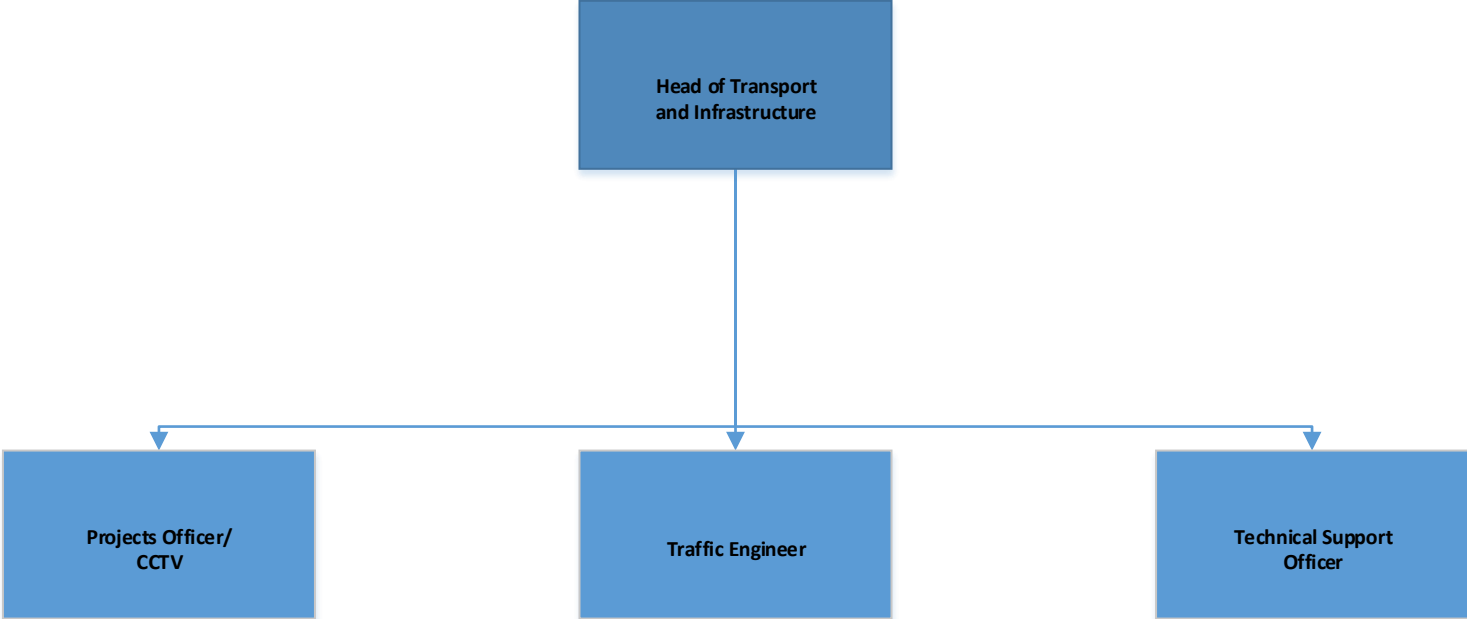 Head of Transport
and Infrastructure
Projects Officer/
CCTV
Traffic Engineer
Technical Support
Officer